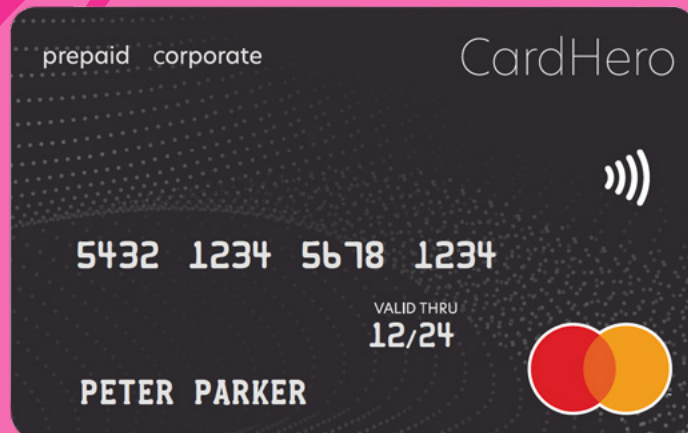 prepaid corporate
CardHero
5432 1234 5678 1234
VALID THRU
12/24
PETER PARKER